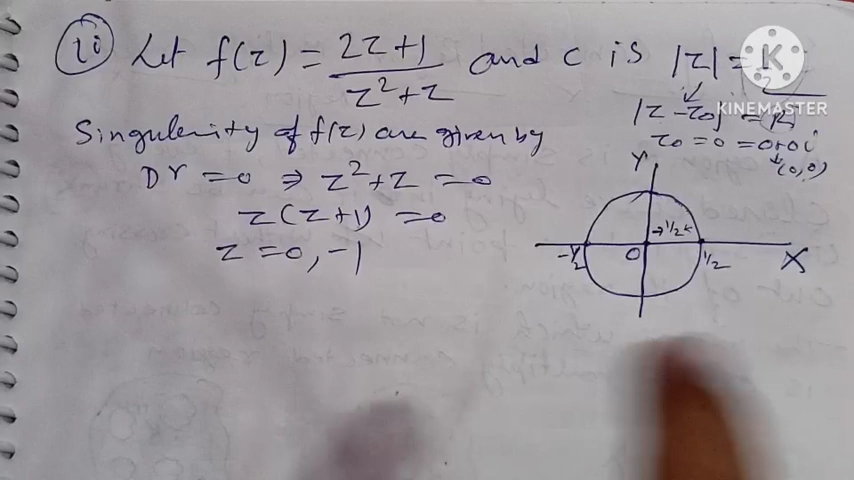 (ii) Let f(z) = 2z+1 / z²+z and C is |z| =
K
KINEMASTER
|z - z0| =
z0 = 0 = 0+0i
(0,0)
Singulerity of f(z) are given by
Dr = 0 ⇒ z²+z = 0
z(z+1) = 0
z = 0, -1
Y
→ 1/2 ←
-1/2 O 1/2 X